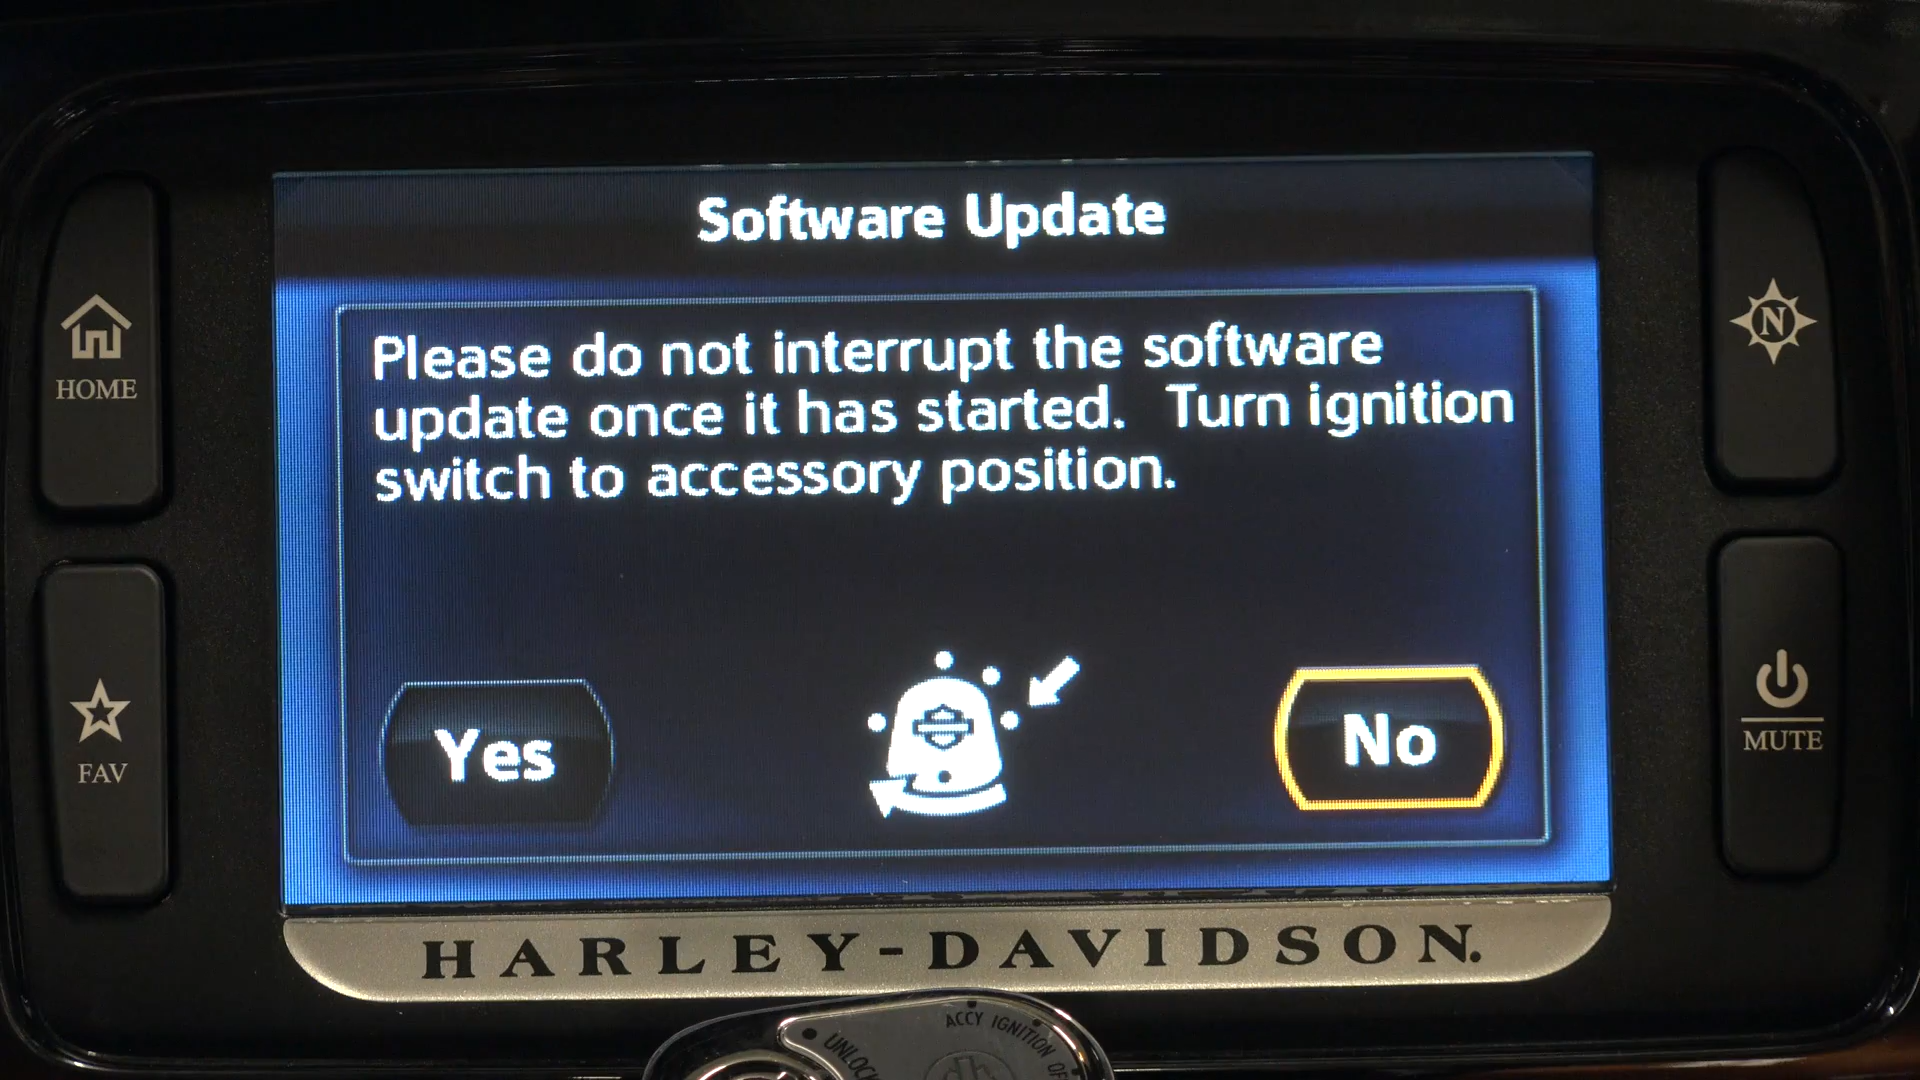 Software Update
Please do not interrupt the software
update once it has started. Turn ignition
switch to accessory position.
Yes
No
HOME
FAV
N
MUTE
HARLEY-DAVIDSON.
ACCY IGNITION